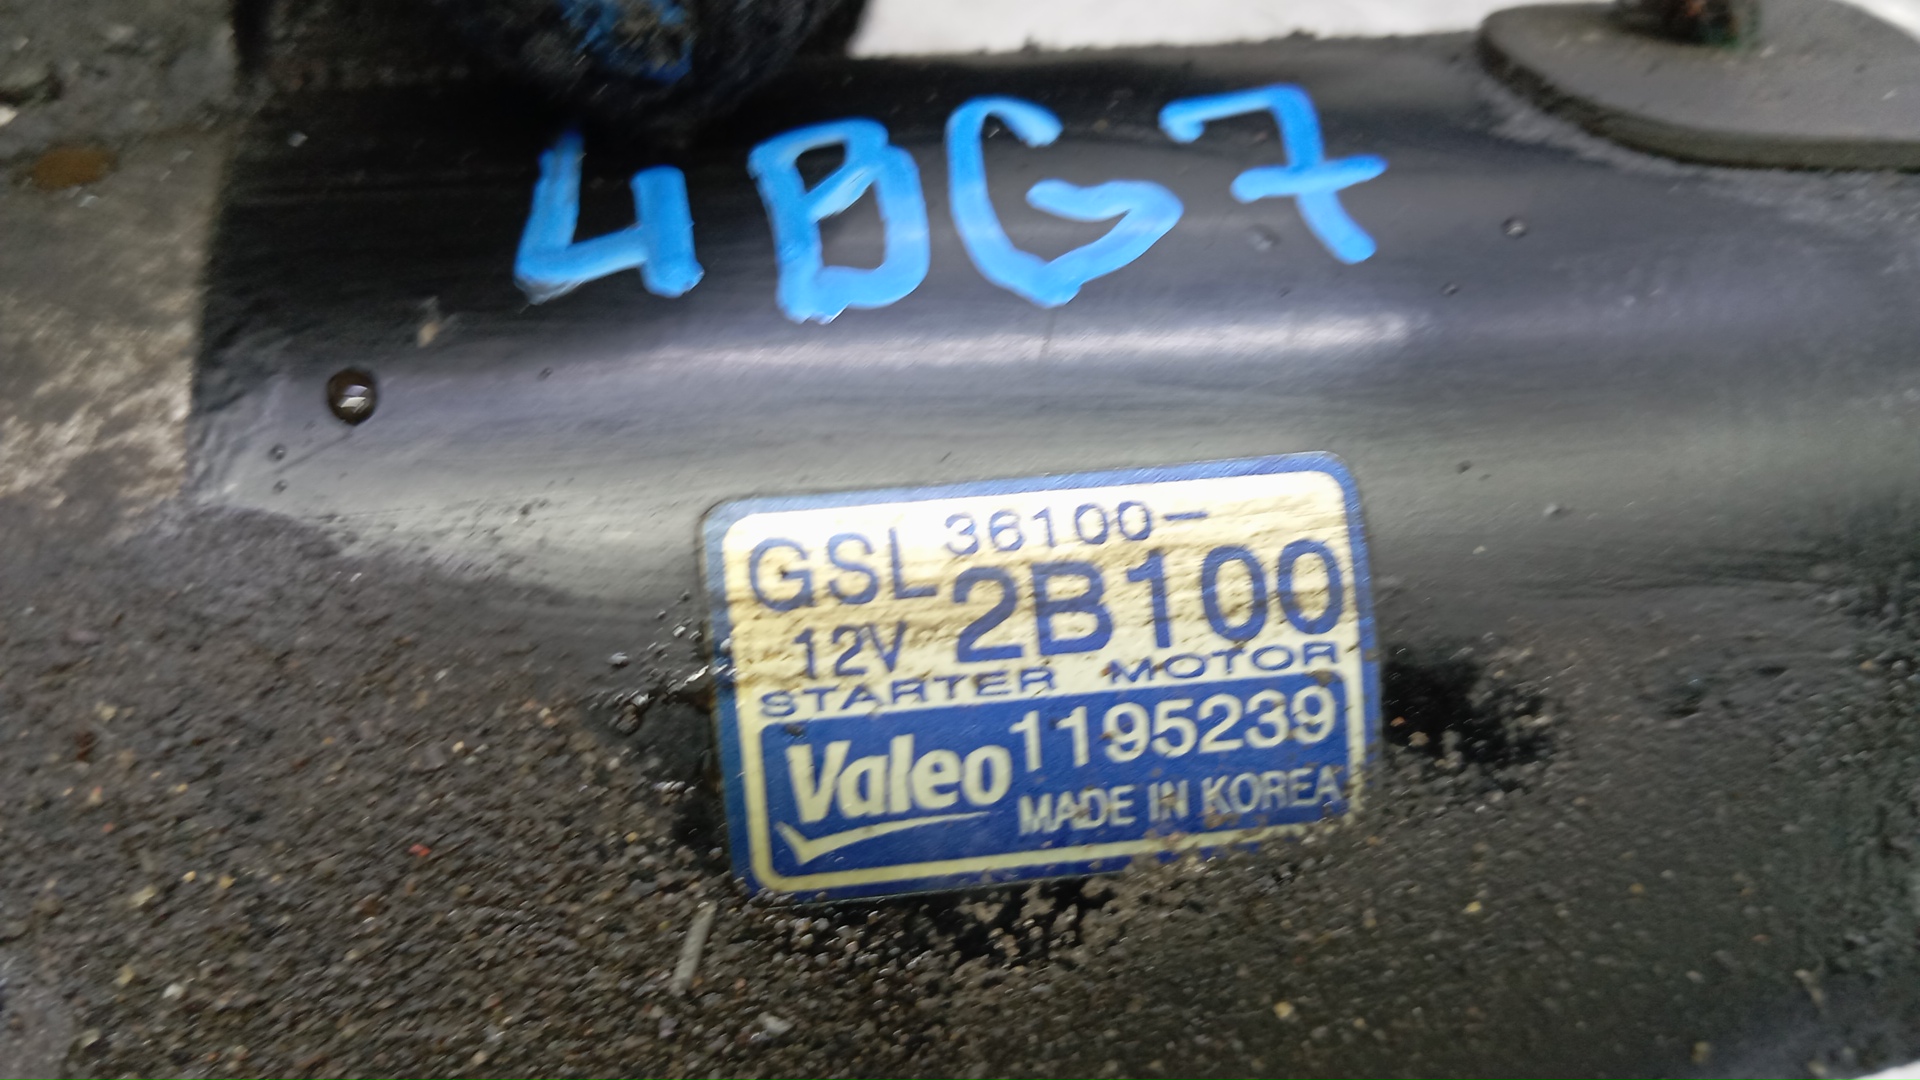 4BG7
GSL 36100-
12V 2B100
STARTER MOTOR
Valeo 1195239
MADE IN KOREA